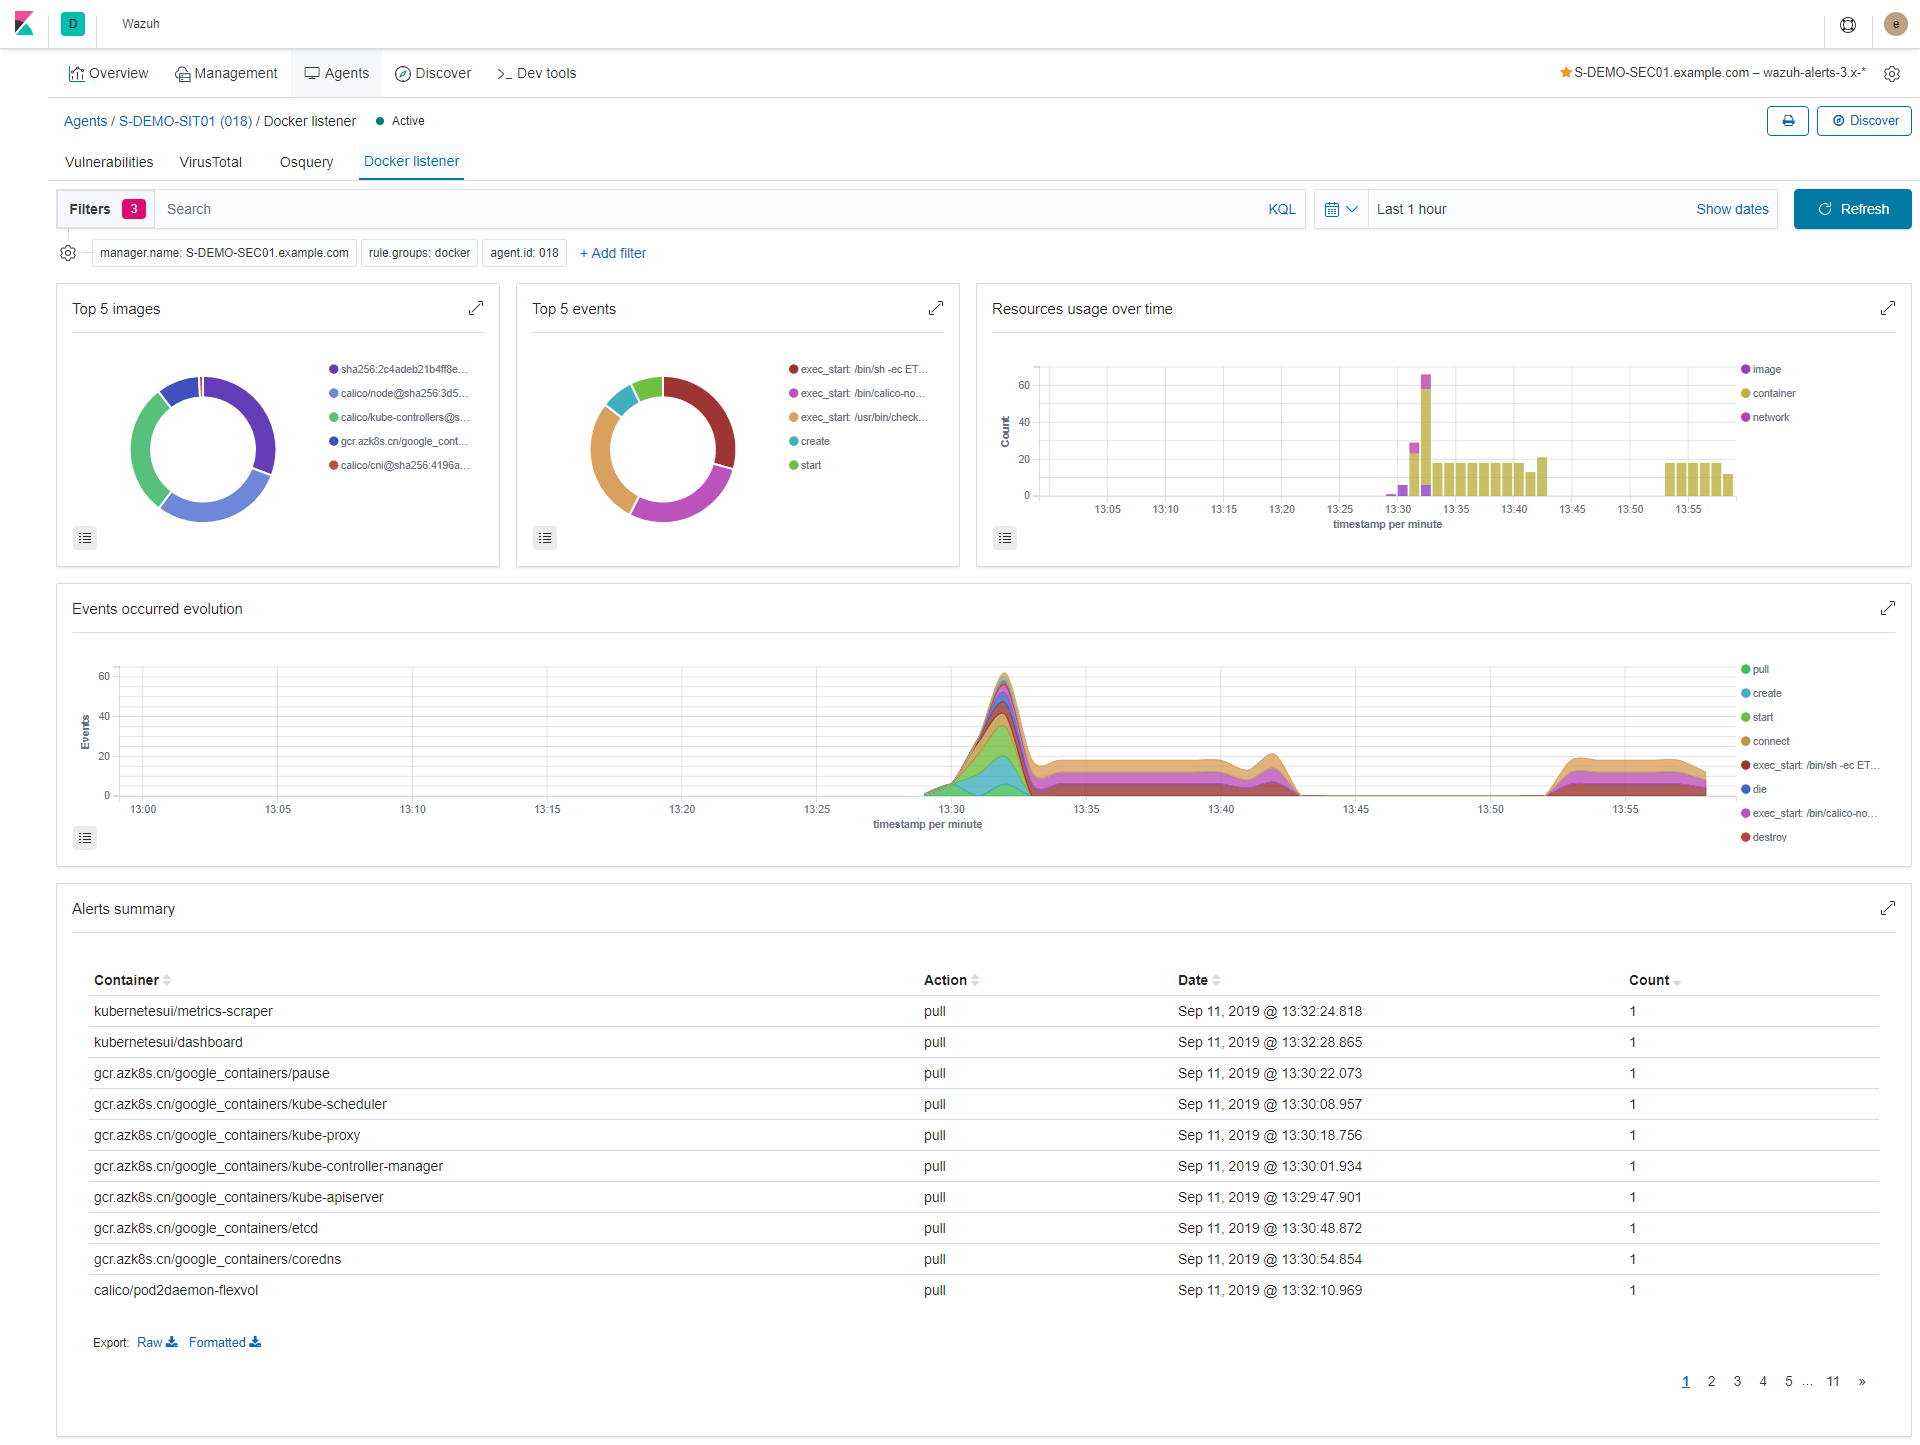 D Wazuh e
Overview Management Agents Discover >_ Dev tools S-DEMO-SEC01.example.com – wazuh-alerts-3.x-*
Agents / S-DEMO-SIT01 (018) / Docker listener Active Discover
Vulnerabilities VirusTotal Osquery Docker listener
Filters 3 Search KQL Last 1 hour Show dates Refresh
manager.name: S-DEMO-SEC01.example.com rule.groups: docker agent.id: 018 + Add filter
Top 5 images
sha256:2c4adeb21b4ff8e...
calico/node@sha256:3d5...
calico/kube-controllers@s...
gcr.azk8s.cn/google_cont...
calico/cni@sha256:4196a...
Top 5 events
exec_start: /bin/sh -ec ET...
exec_start: /bin/calico-no...
exec_start: /usr/bin/check...
create
start
Resources usage over time
Count
60
40
20
0
13:05 13:10 13:15 13:20 13:25 13:30 13:35 13:40 13:45 13:50 13:55
timestamp per minute
image
container
network
Events occurred evolution
Events
60
40
20
0
13:00 13:05 13:10 13:15 13:20 13:25 13:30 13:35 13:40 13:45 13:50 13:55
timestamp per minute
pull
create
start
connect
exec_start: /bin/sh -ec ET...
die
exec_start: /bin/calico-no...
destroy
Alerts summary
Container Action Date Count
kubernetesui/metrics-scraper pull Sep 11, 2019 @ 13:32:24.818 1
kubernetesui/dashboard pull Sep 11, 2019 @ 13:32:28.865 1
gcr.azk8s.cn/google_containers/pause pull Sep 11, 2019 @ 13:30:22.073 1
gcr.azk8s.cn/google_containers/kube-scheduler pull Sep 11, 2019 @ 13:30:08.957 1
gcr.azk8s.cn/google_containers/kube-proxy pull Sep 11, 2019 @ 13:30:18.756 1
gcr.azk8s.cn/google_containers/kube-controller-manager pull Sep 11, 2019 @ 13:30:01.934 1
gcr.azk8s.cn/google_containers/kube-apiserver pull Sep 11, 2019 @ 13:29:47.901 1
gcr.azk8s.cn/google_containers/etcd pull Sep 11, 2019 @ 13:30:48.872 1
gcr.azk8s.cn/google_containers/coredns pull Sep 11, 2019 @ 13:30:54.854 1
calico/pod2daemon-flexvol pull Sep 11, 2019 @ 13:32:10.969 1
Export: Raw Formatted
1 2 3 4 5 ... 11 »